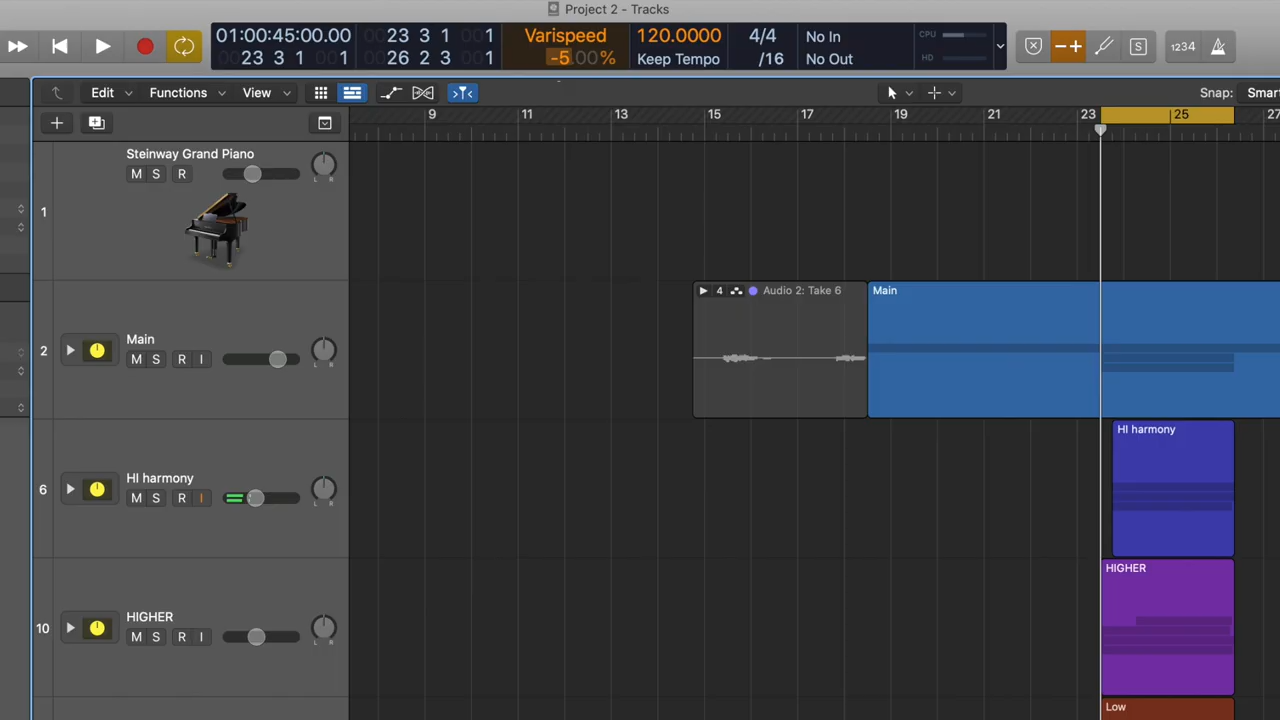 Project 2 - Tracks
01:00:45:00.00
23 3 1 001
23 3 1 001
26 2 3 001
Varispeed
-5.00%
120.0000
Keep Tempo
4/4
/16
No In
No Out
CPU
HD
S
1234
Edit
Functions
View
Snap:
Smart
9
11
13
15
17
19
21
23
25
27
1
Steinway Grand Piano
M S R
L R
4
Audio 2: Take 6
Main
2
Main
M S R I
L R
HI harmony
6
HI harmony
M S R I
L R
HIGHER
10
HIGHER
M S R I
L R
Low